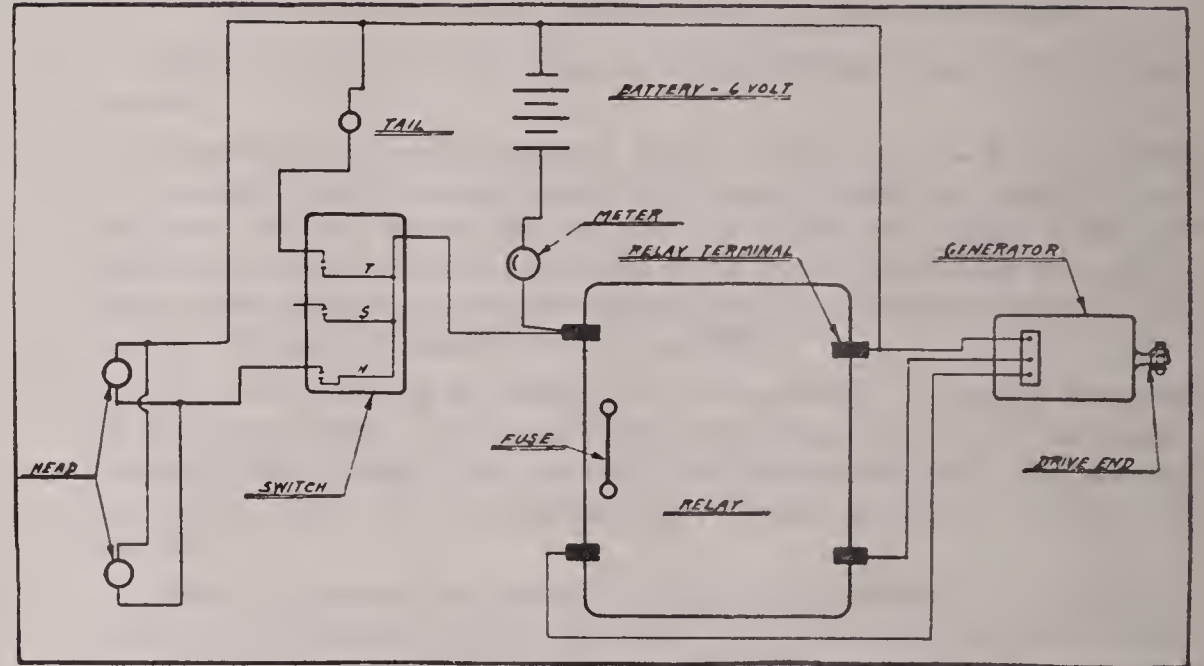 BATTERY - 6 VOLT
TAIL
METER
RELAY TERMINAL
GENERATOR
T
S
H
FUSE
HEAD
SWITCH
RELAY
DRIVE END